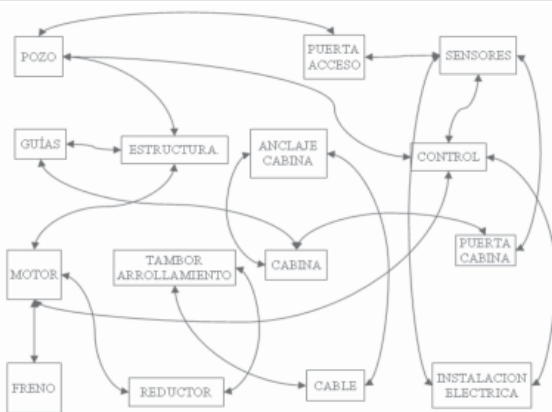 POZO
PUERTA
ACCESO
SENSORES
GUÍAS
ESTRUCTURA.
ANCLAJE
CABINA
CONTROL
MOTOR
TAMBOR
ARROLLAMIENTO
CABINA
PUERTA
CABINA
FRENO
REDUCTOR
CABLE
INSTALACION
ELECTRICA